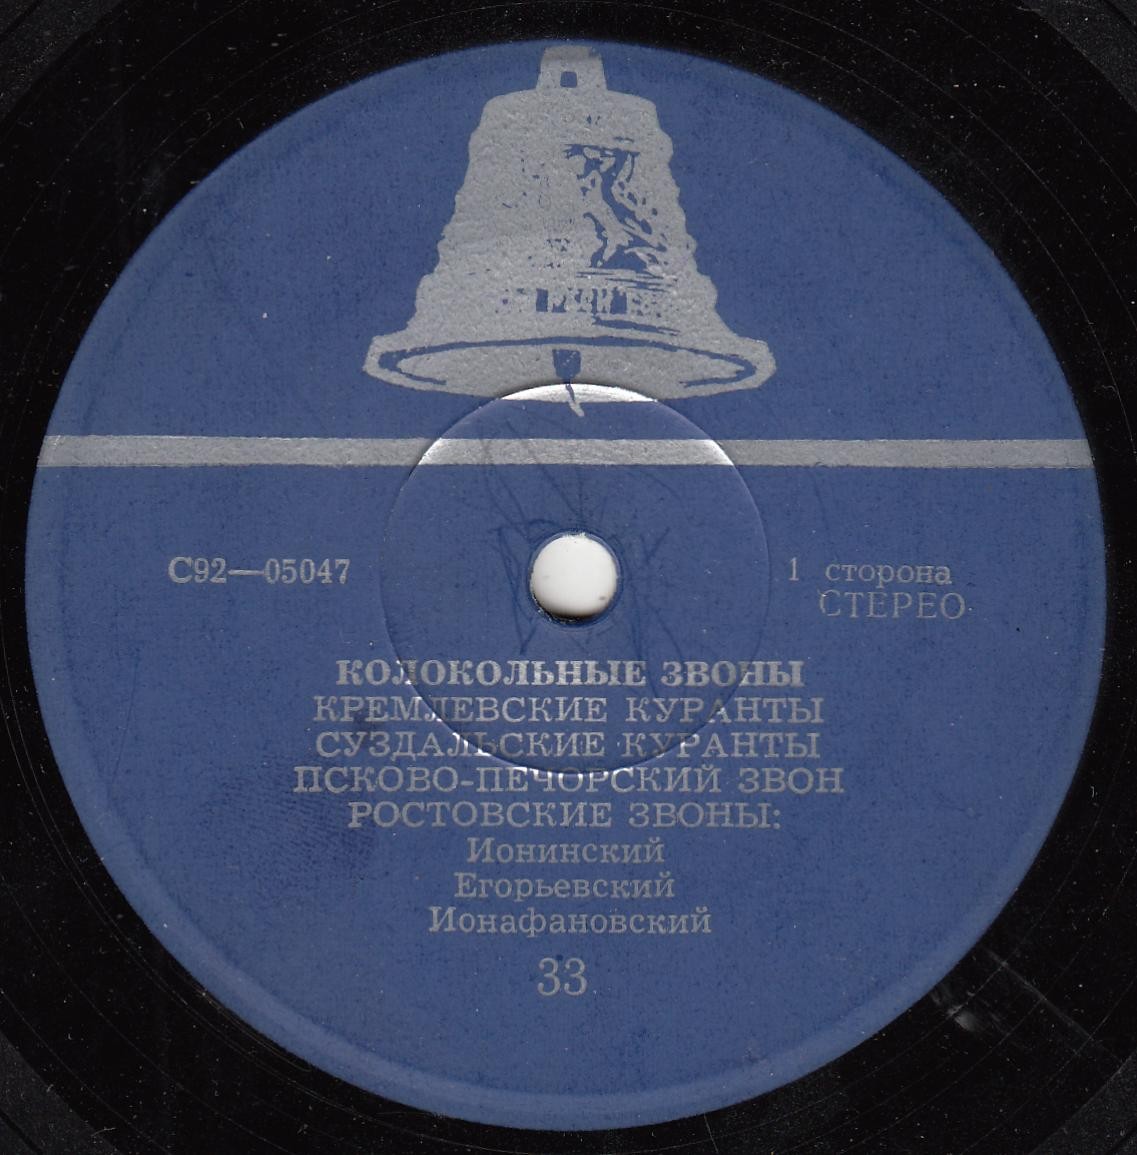 С92—05047
1 сторона
СТЕРЕО
КОЛОКОЛЬНЫЕ ЗВОНЫ
КРЕМЛЕВСКИЕ КУРАНТЫ
СУЗДАЛЬСКИЕ КУРАНТЫ
ПСКОВО-ПЕЧОРСКИЙ ЗВОН
РОСТОВСКИЕ ЗВОНЫ:
Ионинский
Егорьевский
Ионафановский
33